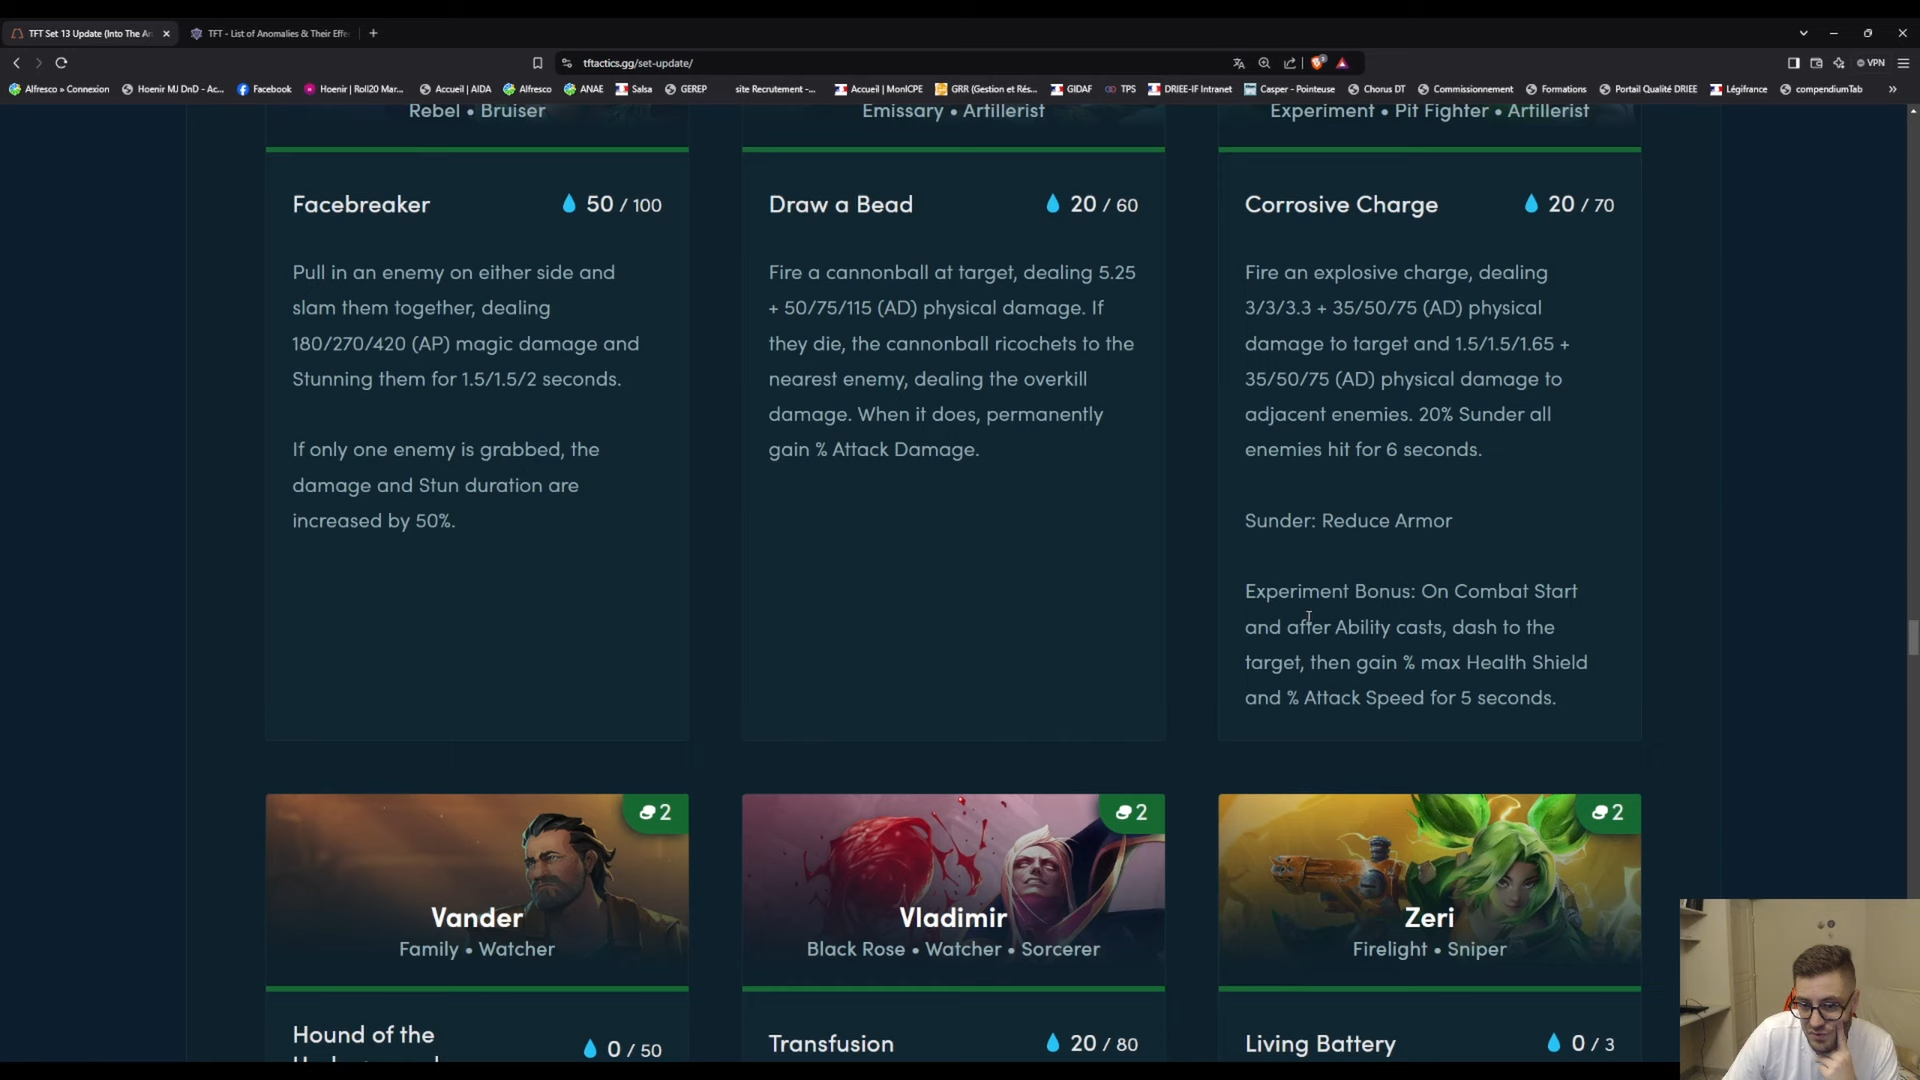 TFT Set 13 Update (Into The Ar
TFT - List of Anomalies & Their Effe
tftactics.gg/set-update/
VPN
Alfresco » Connexion
Hoenir MJ DnD - Ac...
Facebook
Hoenir | Roll20 Mar...
Accueil | AIDA
Alfresco
ANAE
Salsa
GEREP
site Recrutement -...
Accueil | MonICPE
GRR (Gestion et Rés...
GIDAF
TPS
DRIEE-IF Intranet
Casper - Pointeuse
Chorus DT
Commissionnement
Formations
Portail Qualité DRIEE
Légifrance
compendiumTab
Rebel • Bruiser
Facebreaker
50 / 100
Pull in an enemy on either side and
slam them together, dealing
180/270/420 (AP) magic damage and
Stunning them for 1.5/1.5/2 seconds.
If only one enemy is grabbed, the
damage and Stun duration are
increased by 50%.
Emissary • Artillerist
Draw a Bead
20 / 60
Fire a cannonball at target, dealing 5.25
+ 50/75/115 (AD) physical damage. If
they die, the cannonball ricochets to the
nearest enemy, dealing the overkill
damage. When it does, permanently
gain % Attack Damage.
Experiment • Pit Fighter • Artillerist
Corrosive Charge
20 / 70
Fire an explosive charge, dealing
3/3/3.3 + 35/50/75 (AD) physical
damage to target and 1.5/1.5/1.65 +
35/50/75 (AD) physical damage to
adjacent enemies. 20% Sunder all
enemies hit for 6 seconds.
Sunder: Reduce Armor
Experiment Bonus: On Combat Start
and after Ability casts, dash to the
target, then gain % max Health Shield
and % Attack Speed for 5 seconds.
2
Vander
Family • Watcher
Hound of the
0 / 50
2
Vladimir
Black Rose • Watcher • Sorcerer
Transfusion
20 / 80
2
Zeri
Firelight • Sniper
Living Battery
0 / 3